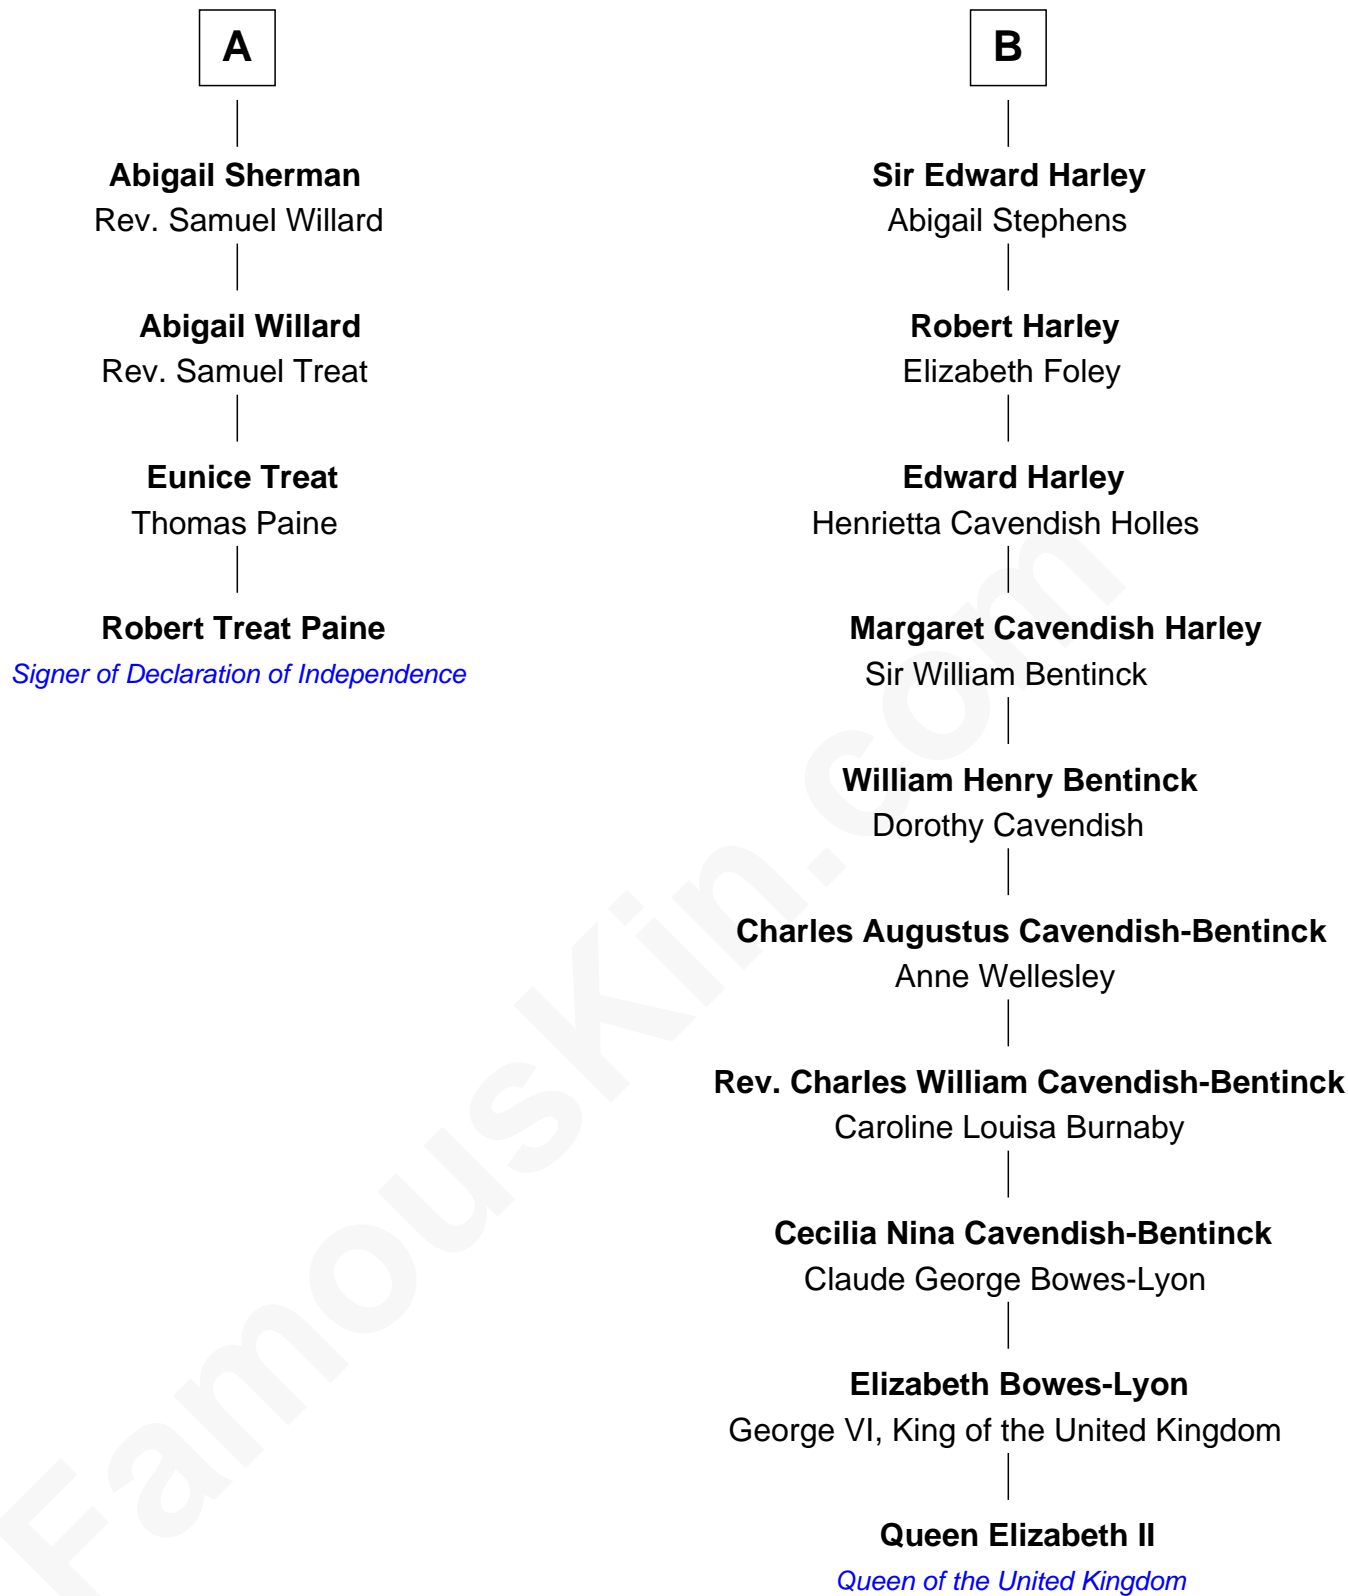 A
Abigail Sherman
Rev. Samuel Willard
Abigail Willard
Rev. Samuel Treat
Eunice Treat
Thomas Paine
Robert Treat Paine
Signer of Declaration of Independence
B
Sir Edward Harley
Abigail Stephens
Robert Harley
Elizabeth Foley
Edward Harley
Henrietta Cavendish Holles
Margaret Cavendish Harley
Sir William Bentinck
William Henry Bentinck
Dorothy Cavendish
Charles Augustus Cavendish-Bentinck
Anne Wellesley
Rev. Charles William Cavendish-Bentinck
Caroline Louisa Burnaby
Cecilia Nina Cavendish-Bentinck
Claude George Bowes-Lyon
Elizabeth Bowes-Lyon
George VI, King of the United Kingdom
Queen Elizabeth II
Queen of the United Kingdom
FamousKin.com